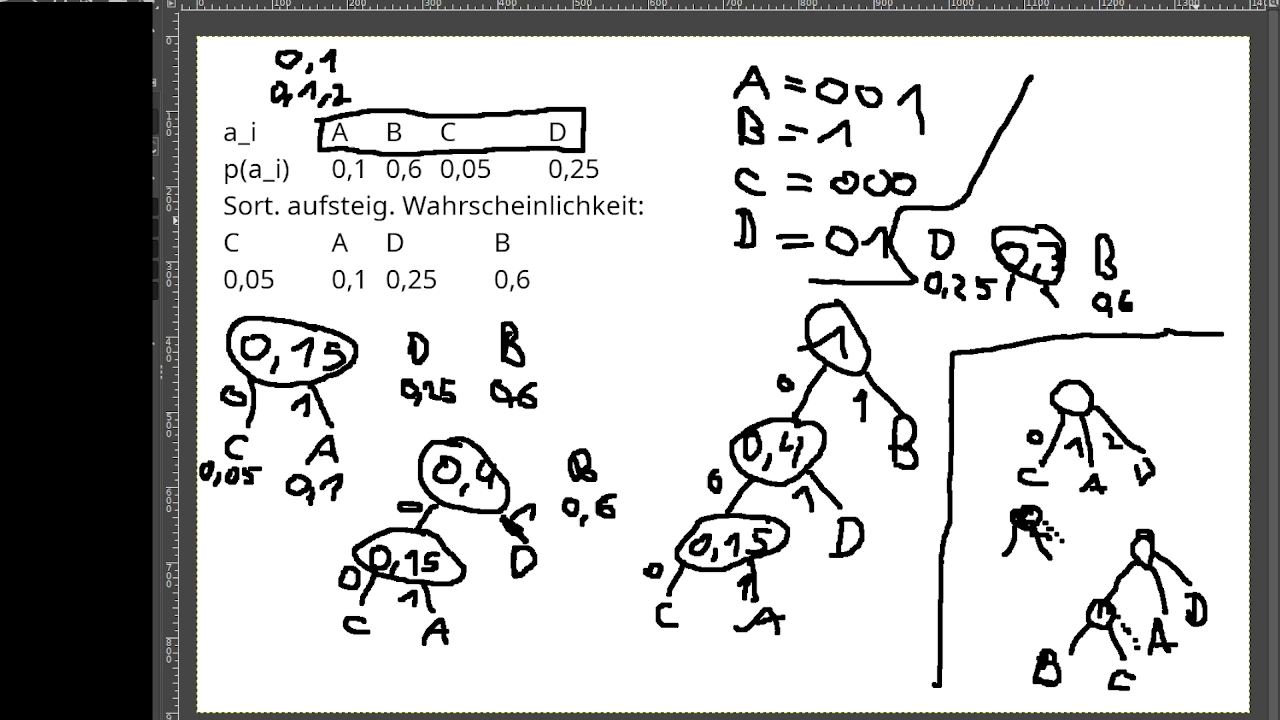 0,1
0,1,2
a_i A B C D
p(a_i) 0,1 0,6 0,05 0,25
Sort. aufsteig. Wahrscheinlichkeit:
C A D B
0,05 0,1 0,25 0,6
A = 001
B = 1
C = 000
D = 01
D 0,3 B
0,25 0,6
0,15 D B
0,25 0,6
0 1
C A
0,05 0,1
0,4 B
0,6
0 1
0,15 D
0 1
C A
1
0 1
0,4 B
0 1
0,15 D
0 1
C A
0 1 2
C A D
D
A
B C